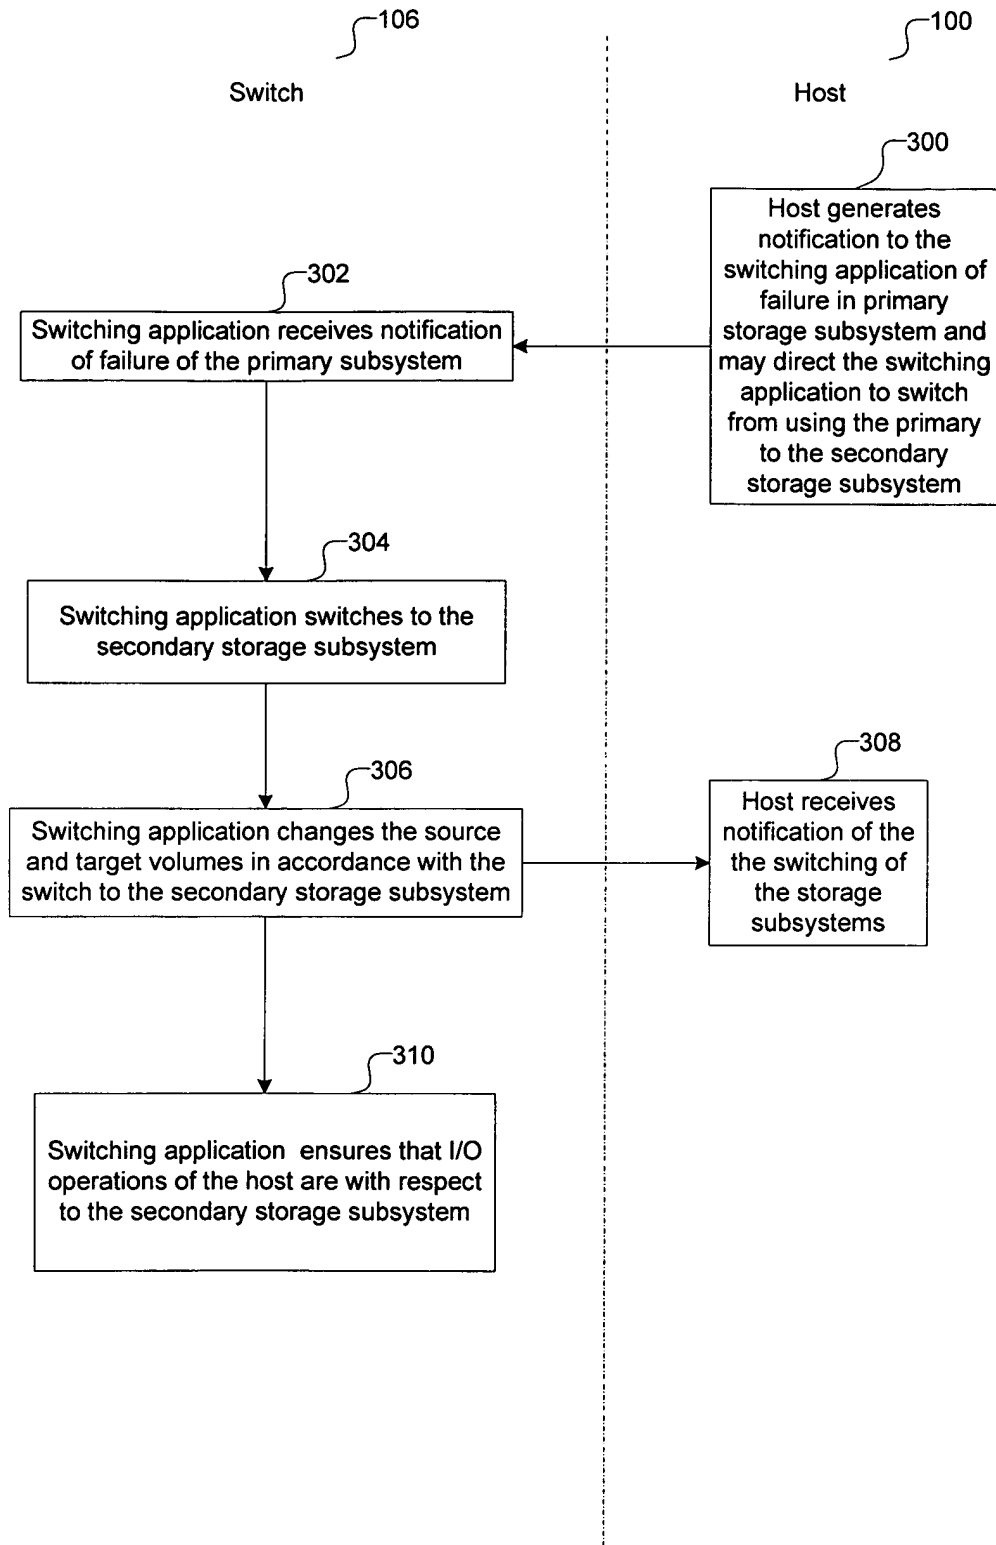 106
100
Switch
Host
300
Host generates
notification to the
switching application of
failure in primary
storage subsystem and
may direct the switching
application to switch
from using the primary
to the secondary
storage subsystem
302
Switching application receives notification
of failure of the primary subsystem
304
Switching application switches to the
secondary storage subsystem
306
Switching application changes the source
and target volumes in accordance with the
switch to the secondary storage subsystem
308
Host receives
notification of the
the switching of
the storage
subsystems
310
Switching application ensures that I/O
operations of the host are with respect
to the secondary storage subsystem